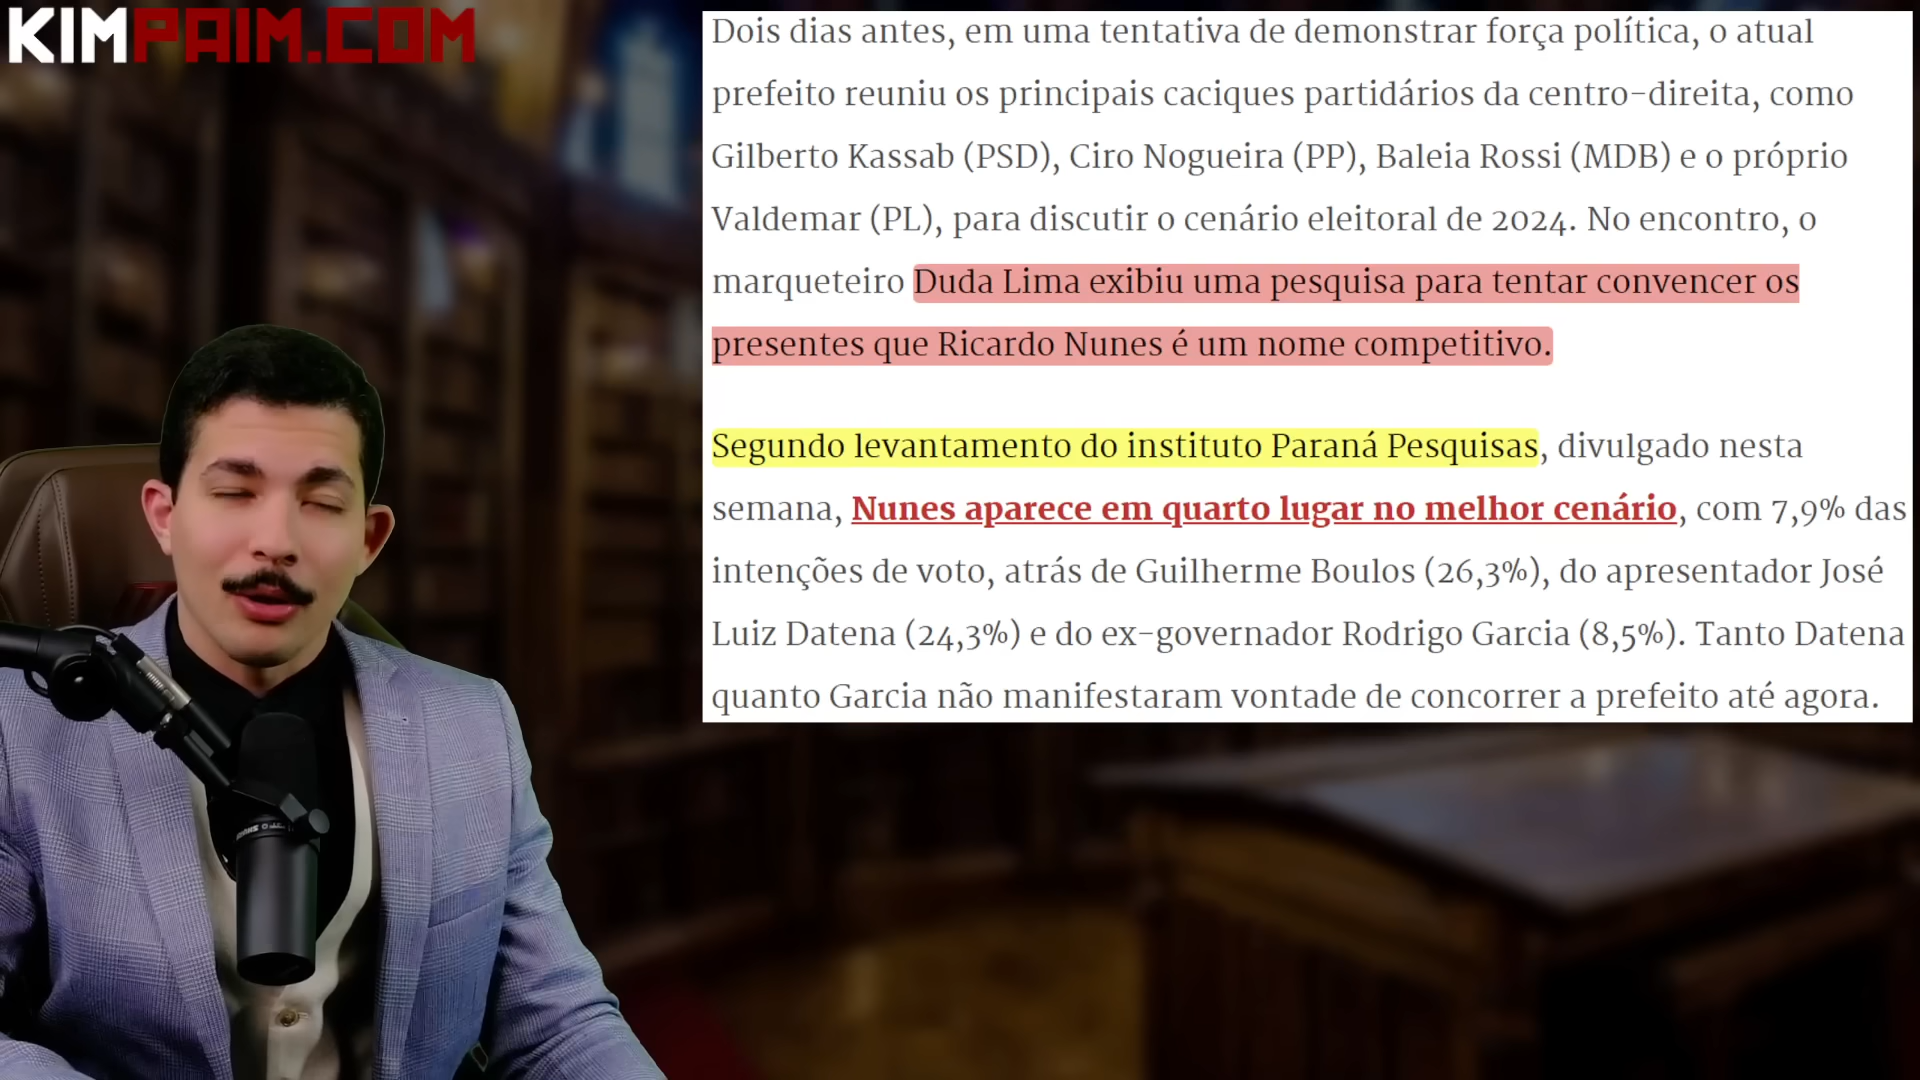 KIMPAIM.COM
Dois dias antes, em uma tentativa de demonstrar força política, o atual
prefeito reuniu os principais caciques partidários da centro-direita, como
Gilberto Kassab (PSD), Ciro Nogueira (PP), Baleia Rossi (MDB) e o próprio
Valdemar (PL), para discutir o cenário eleitoral de 2024. No encontro, o
marqueteiro Duda Lima exibiu uma pesquisa para tentar convencer os
presentes que Ricardo Nunes é um nome competitivo.
Segundo levantamento do instituto Paraná Pesquisas, divulgado nesta
semana, Nunes aparece em quarto lugar no melhor cenário, com 7,9% das
intenções de voto, atrás de Guilherme Boulos (26,3%), do apresentador José
Luiz Datena (24,3%) e do ex-governador Rodrigo Garcia (8,5%). Tanto Datena
quanto Garcia não manifestaram vontade de concorrer a prefeito até agora.